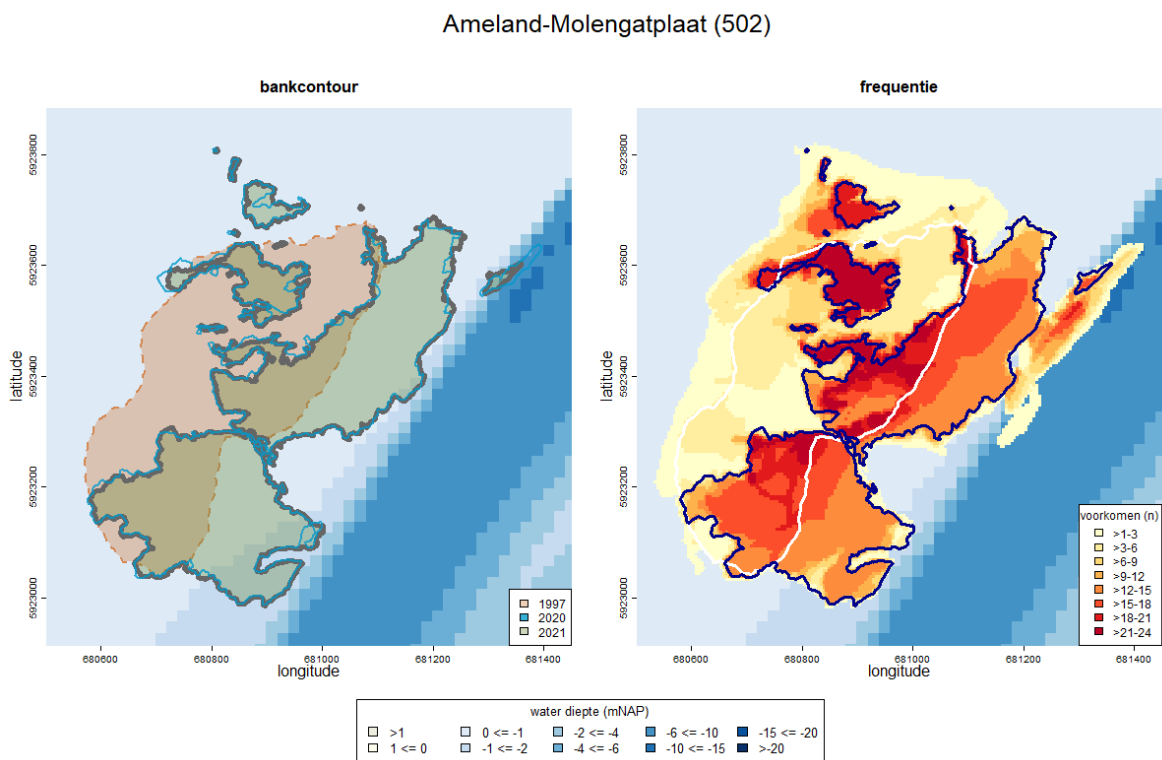 Ameland-Molengatplaat (502)
bankcontour
frequentie
latitude
5923800
5923600
5923400
5923200
5923000
1997
2020
2021
680600
680800
681000
681200
681400
longitude
latitude
5923800
5923600
5923400
5923200
5923000
voorkomen (n)
>1-3
>3-6
>6-9
>9-12
>12-15
>15-18
>18-21
>21-24
680600
680800
681000
681200
681400
longitude
water diepte (mNAP)
>1 0 <= -1 -2 <= -4 -6 <= -10 -15 <= -20
1 <= 0 -1 <= -2 -4 <= -6 -10 <= -15 >-20